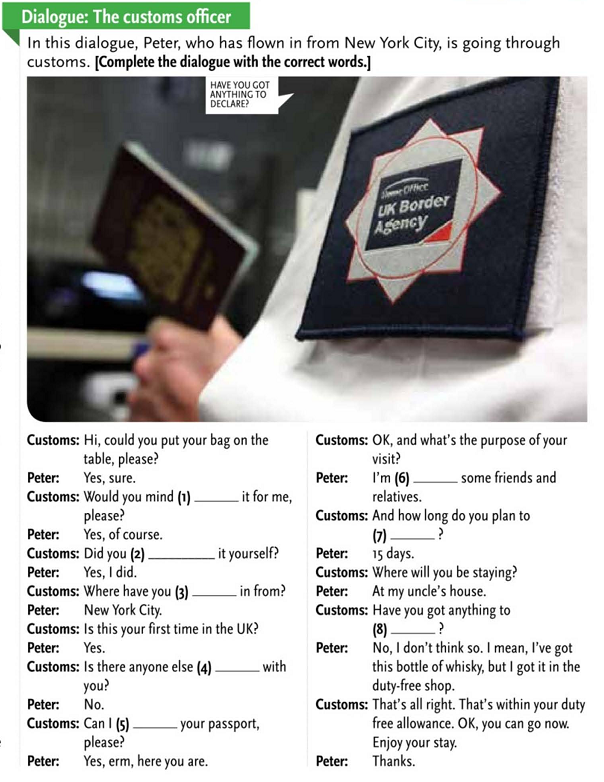 Dialogue: The customs officer
In this dialogue, Peter, who has flown in from New York City, is going through
customs. [Complete the dialogue with the correct words.]
HAVE YOU GOT
ANYTHING TO
DECLARE?
Home Office
UK Border
Agency
Customs: Hi, could you put your bag on the
table, please?
Peter: Yes, sure.
Customs: Would you mind (1) ______ it for me,
please?
Peter: Yes, of course.
Customs: Did you (2) _________ it yourself?
Peter: Yes, I did.
Customs: Where have you (3) ______ in from?
Peter: New York City.
Customs: Is this your first time in the UK?
Peter: Yes.
Customs: Is there anyone else (4) ______ with
you?
Peter: No.
Customs: Can I (5) ______ your passport,
please?
Peter: Yes, erm, here you are.
Customs: OK, and what's the purpose of your
visit?
Peter: I'm (6) ______ some friends and
relatives.
Customs: And how long do you plan to
(7) ______ ?
Peter: 15 days.
Customs: Where will you be staying?
Peter: At my uncle's house.
Customs: Have you got anything to
(8) ______ ?
Peter: No, I don't think so. I mean, I've got
this bottle of whisky, but I got it in the
duty-free shop.
Customs: That's all right. That's within your duty
free allowance. OK, you can go now.
Enjoy your stay.
Peter: Thanks.